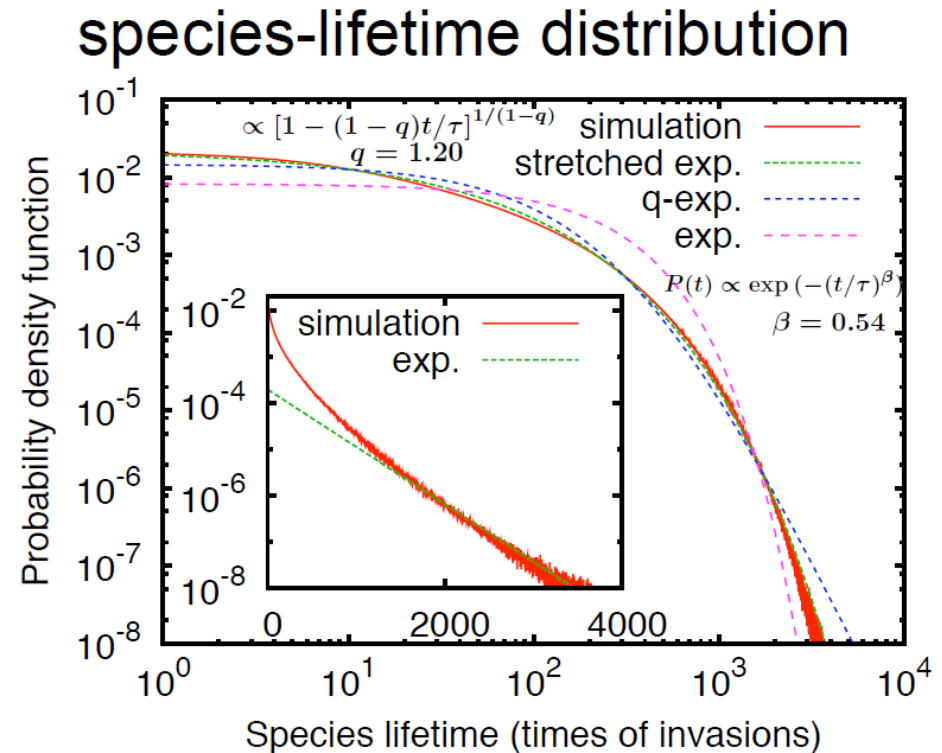 species-lifetime distribution
10^-1
10^-2
10^-3
10^-4
10^-5
10^-6
10^-7
10^-8
Probability density function
∝ [1 − (1 − q)t/τ]^{1/(1−q)}
q = 1.20
simulation
stretched exp.
q-exp.
exp.
P(t) ∝ exp (−(t/τ)^β)
β = 0.54
simulation
exp.
10^-2
10^-4
10^-6
10^-8
0 2000 4000
10^0 10^1 10^2 10^3 10^4
Species lifetime (times of invasions)